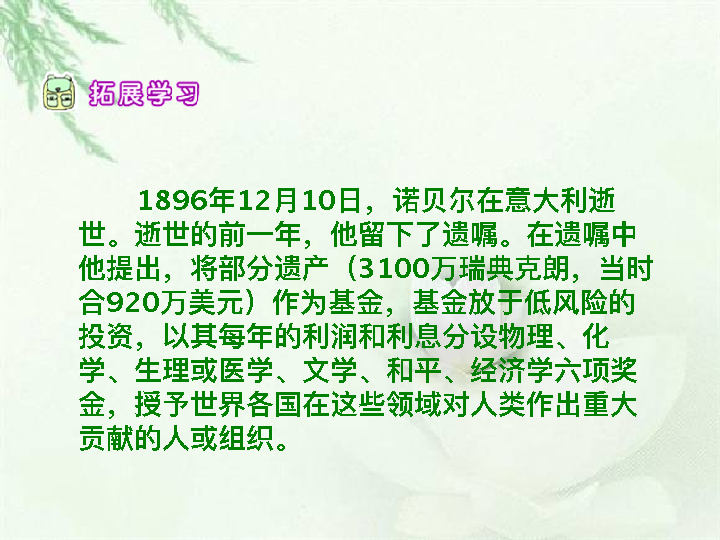 拓展学习
1896年12月10日，诺贝尔在意大利逝
世。逝世的前一年，他留下了遗嘱。在遗嘱中
他提出，将部分遗产（3100万瑞典克朗，当时
合920万美元）作为基金，基金放于低风险的
投资，以其每年的利润和利息分设物理、化
学、生理或医学、文学、和平、经济学六项奖
金，授予世界各国在这些领域对人类作出重大
贡献的人或组织。